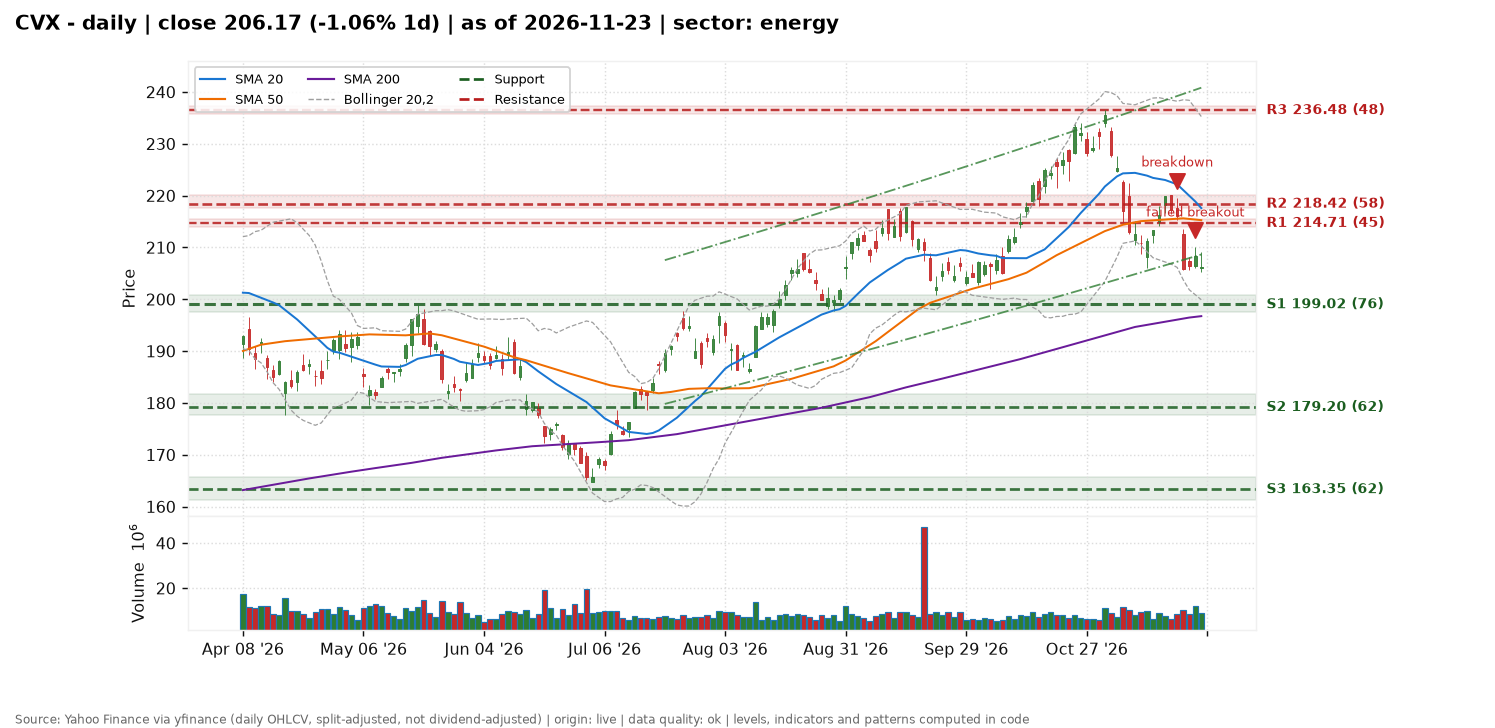 CVX - daily | close 206.17 (-1.06% 1d) | as of 2026-11-23 | sector: energy
SMA 20
SMA 50
SMA 200
Bollinger 20,2
Support
Resistance
Price
240
230
220
210
200
190
180
170
160
breakdown
failed breakout
R3 236.48 (48)
R2 218.42 (58)
R1 214.71 (45)
S1 199.02 (76)
S2 179.20 (62)
S3 163.35 (62)
Volume 10⁶
40
20
Apr 08 '26
May 06 '26
Jun 04 '26
Jul 06 '26
Aug 03 '26
Aug 31 '26
Sep 29 '26
Oct 27 '26
Source: Yahoo Finance via yfinance (daily OHLCV, split-adjusted, not dividend-adjusted) | origin: live | data quality: ok | levels, indicators and patterns computed in code